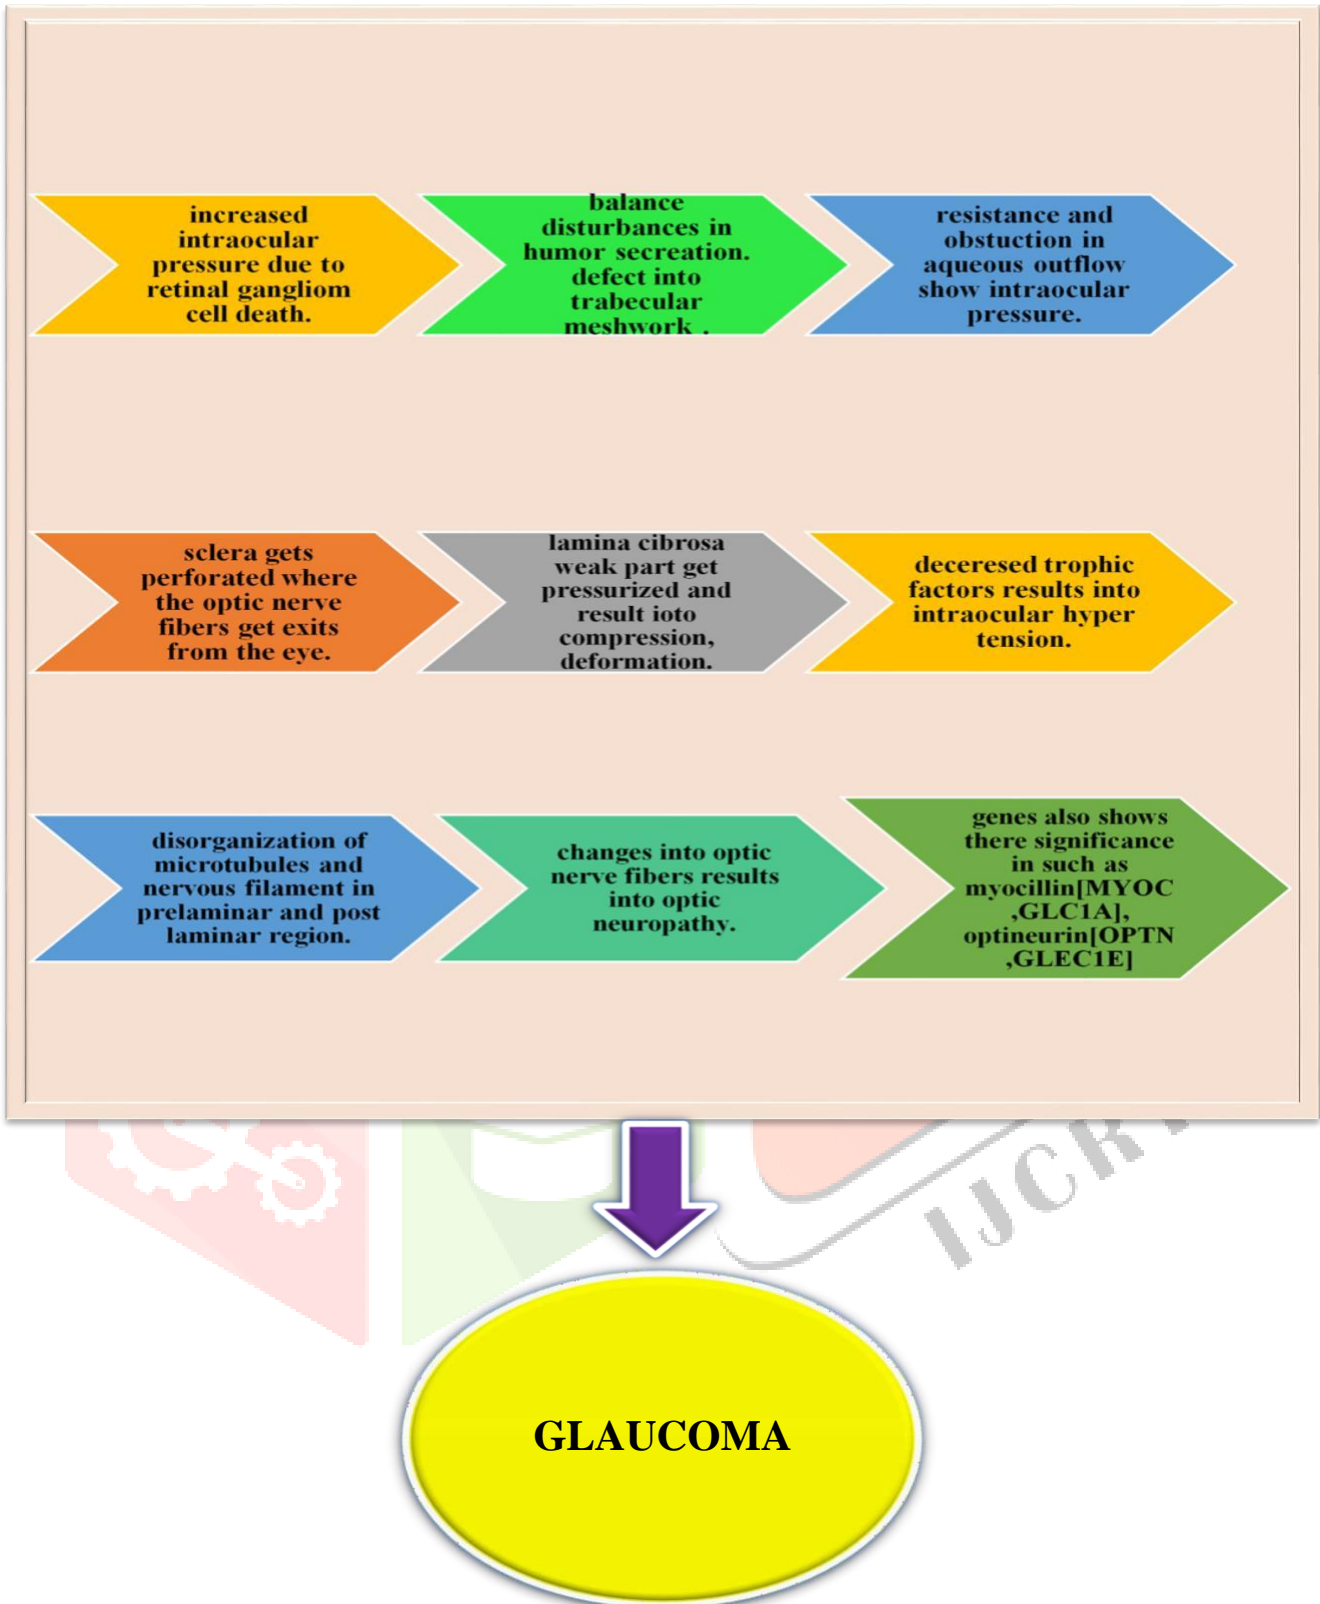 increased
intraocular
pressure due to
retinal gangliom
cell death.
balance
disturbances in
humor secreation.
defect into
trabecular
meshwork .
resistance and
obstuction in
aqueous outflow
show intraocular
pressure.
sclera gets
perforated where
the optic nerve
fibers get exits
from the eye.
lamina cibrosa
weak part get
pressurized and
result ioto
compression,
deformation.
deceresed trophic
factors results into
intraocular hyper
tension.
disorganization of
microtubules and
nervous filament in
prelaminar and post
laminar region.
changes into optic
nerve fibers results
into optic
neuropathy.
genes also shows
there significance
in such as
myocillin[MYOC
,GLC1A],
optineurin[OPTN
,GLEC1E]
IJCRT
GLAUCOMA